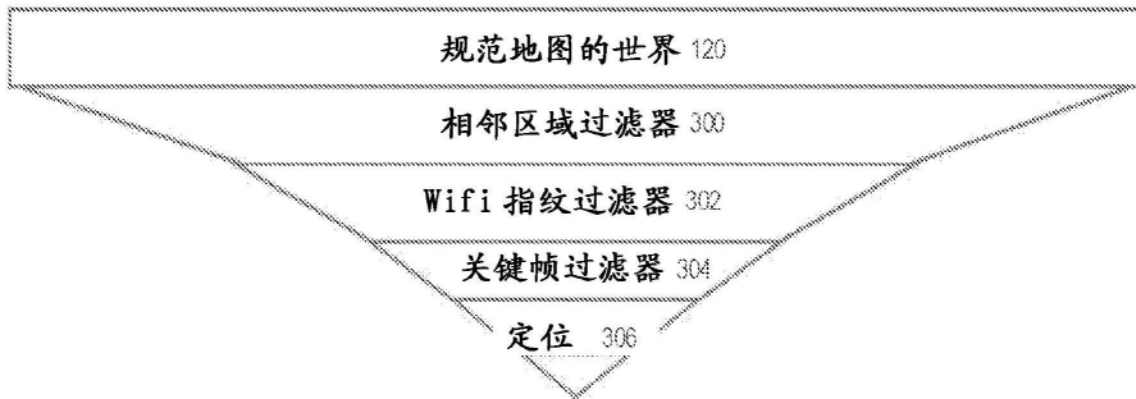 规范地图的世界 120
相邻区域过滤器 300
Wifi 指纹过滤器 302
关键帧过滤器 304
定位 306